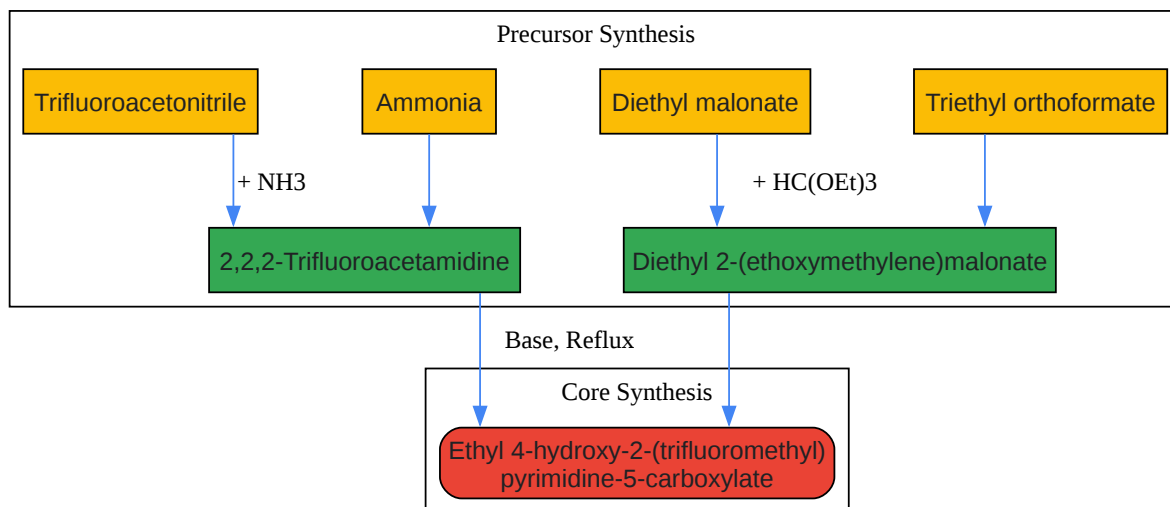 Precursor Synthesis
Trifluoroacetonitrile
Ammonia
Diethyl malonate
Triethyl orthoformate
+ NH3
+ HC(OEt)3
2,2,2-Trifluoroacetamidine
Diethyl 2-(ethoxymethylene)malonate
Base, Reflux
Core Synthesis
Ethyl 4-hydroxy-2-(trifluoromethyl)
pyrimidine-5-carboxylate